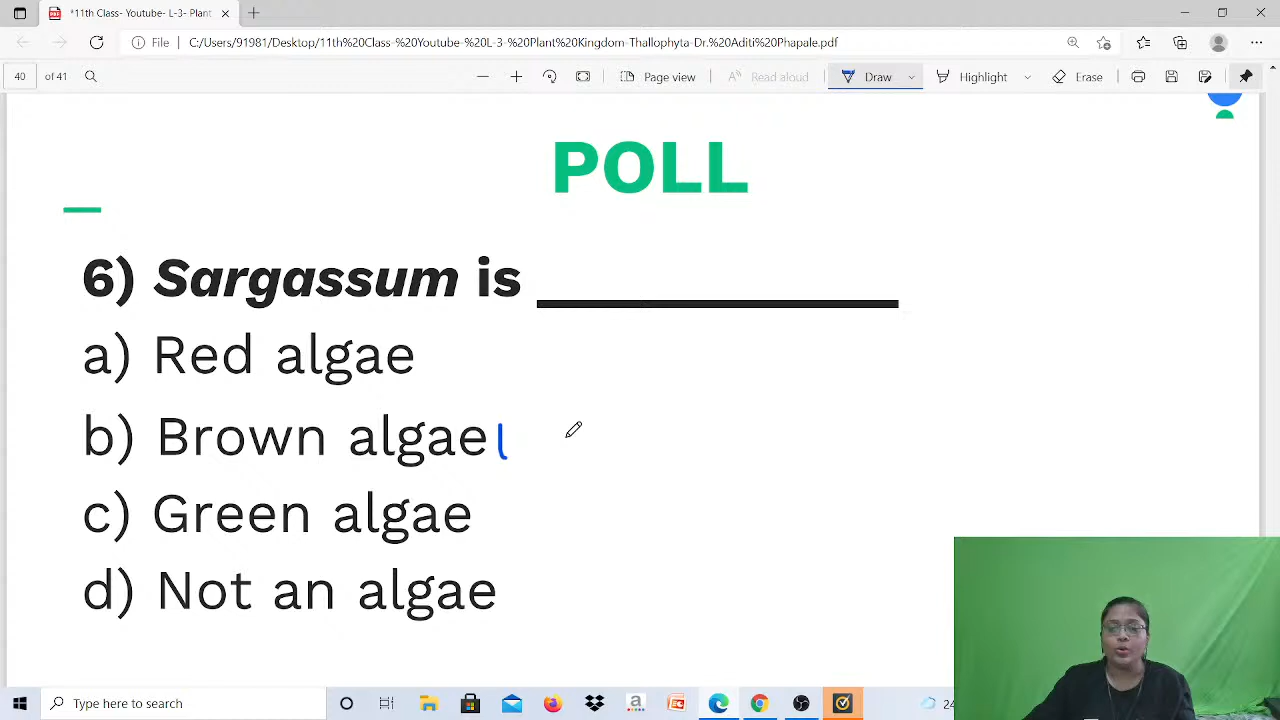 *11th Class- Youtube- L-3- Plant
File
C:/Users/91981/Desktop/11th%20Class-%20Youtube-%20L-3-%20Plant%20Kingdom-Thallophyta-Dr.%20Aditi%20Phapale.pdf
40 of 41
Page view
Read aloud
Draw
Highlight
Erase
POLL
6) Sargassum is ____________
a) Red algae
b) Brown algae
c) Green algae
d) Not an algae
Type here to search
24